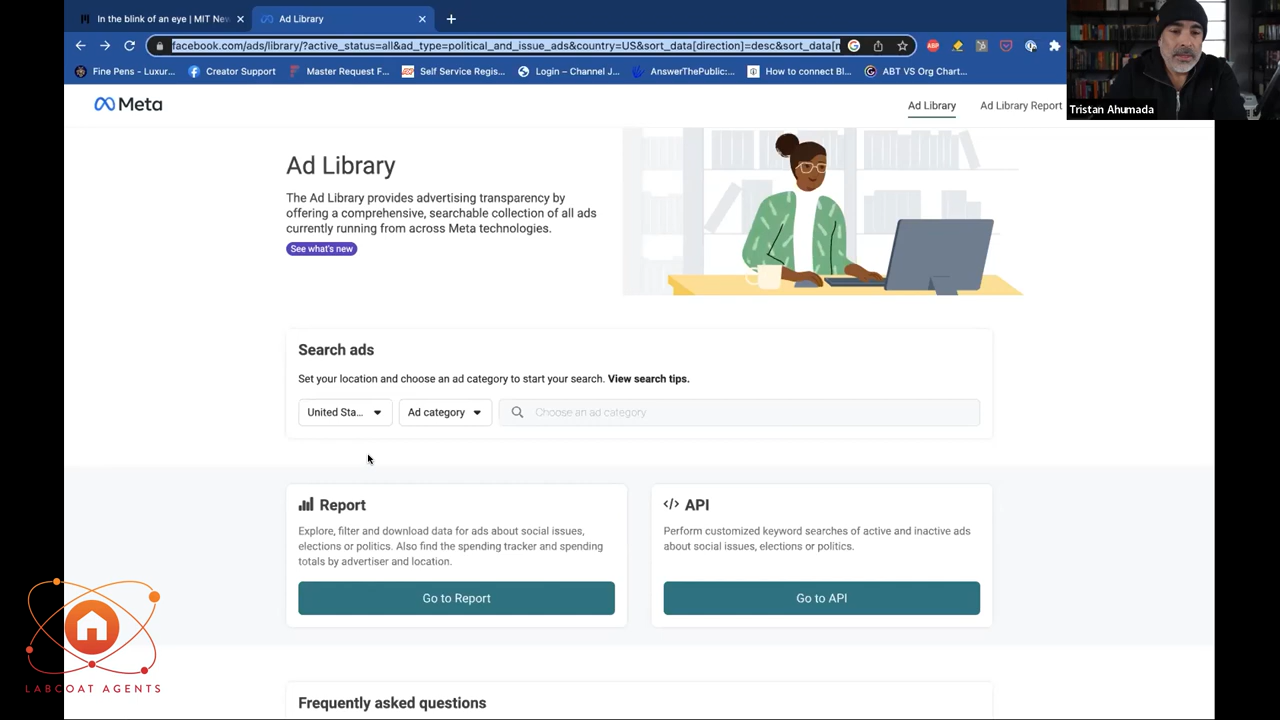 In the blink of an eye | MIT New
Ad Library
facebook.com/ads/library/?active_status=all&ad_type=political_and_issue_ads&country=US&sort_data[direction]=desc&sort_data[
Fine Pens - Luxur...
Creator Support
Master Request F...
Self Service Regis...
Login – Channel J...
AnswerThePublic:...
How to connect Bl...
ABT VS Org Chart...
Tristan Ahumada
Meta
Ad Library
Ad Library Report
Ad Library
The Ad Library provides advertising transparency by
offering a comprehensive, searchable collection of all ads
currently running from across Meta technologies.
See what's new
Search ads
Set your location and choose an ad category to start your search. View search tips.
United Sta...
Ad category
Choose an ad category
Report
Explore, filter and download data for ads about social issues,
elections or politics. Also find the spending tracker and spending
totals by advertiser and location.
Go to Report
</> API
Perform customized keyword searches of active and inactive ads
about social issues, elections or politics.
Go to API
LABCOAT AGENTS
Frequently asked questions